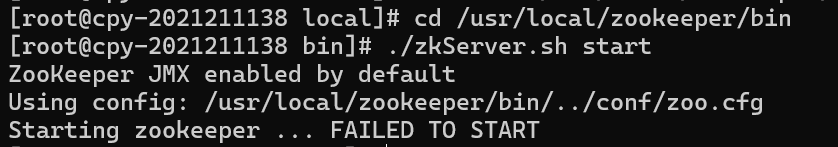 [root@cpy-2021211138 local]# cd /usr/local/zookeeper/bin
[root@cpy-2021211138 bin]# ./zkServer.sh start
ZooKeeper JMX enabled by default
Using config: /usr/local/zookeeper/bin/../conf/zoo.cfg
Starting zookeeper ... FAILED TO START